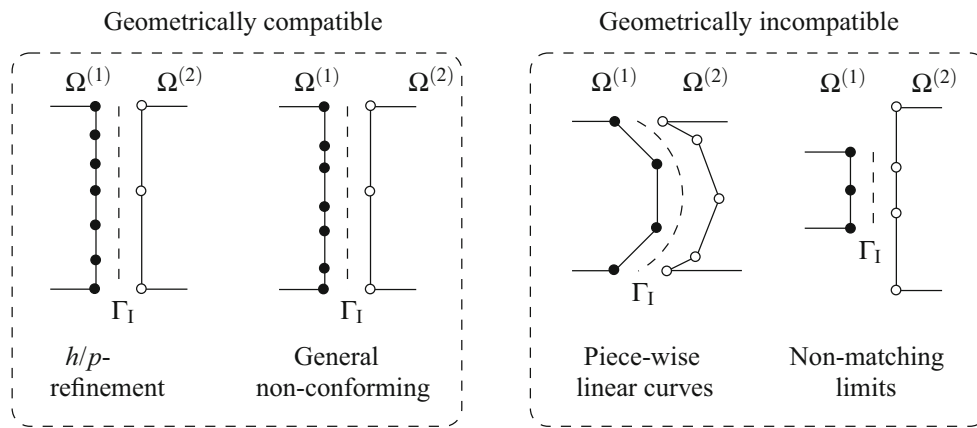 Geometrically compatible
Geometrically incompatible
Ω(1) Ω(2) Ω(1) Ω(2)
Ω(1) Ω(2) Ω(1) Ω(2)
ΓI ΓI ΓI ΓI
h/p-
refinement
General
non-conforming
Piece-wise
linear curves
Non-matching
limits